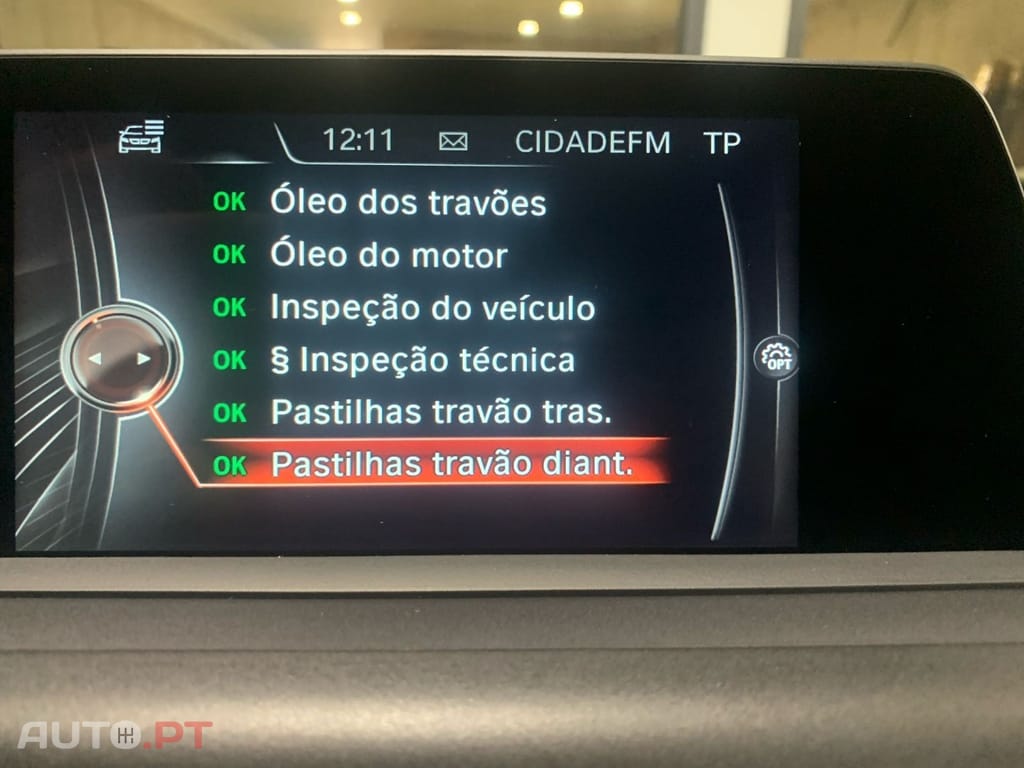 12:11 CIDADEFM TP
OK Óleo dos travões
OK Óleo do motor
OK Inspeção do veículo
OK § Inspeção técnica
OPT
OK Pastilhas travão tras.
OK Pastilhas travão diant.
AUTO.PT